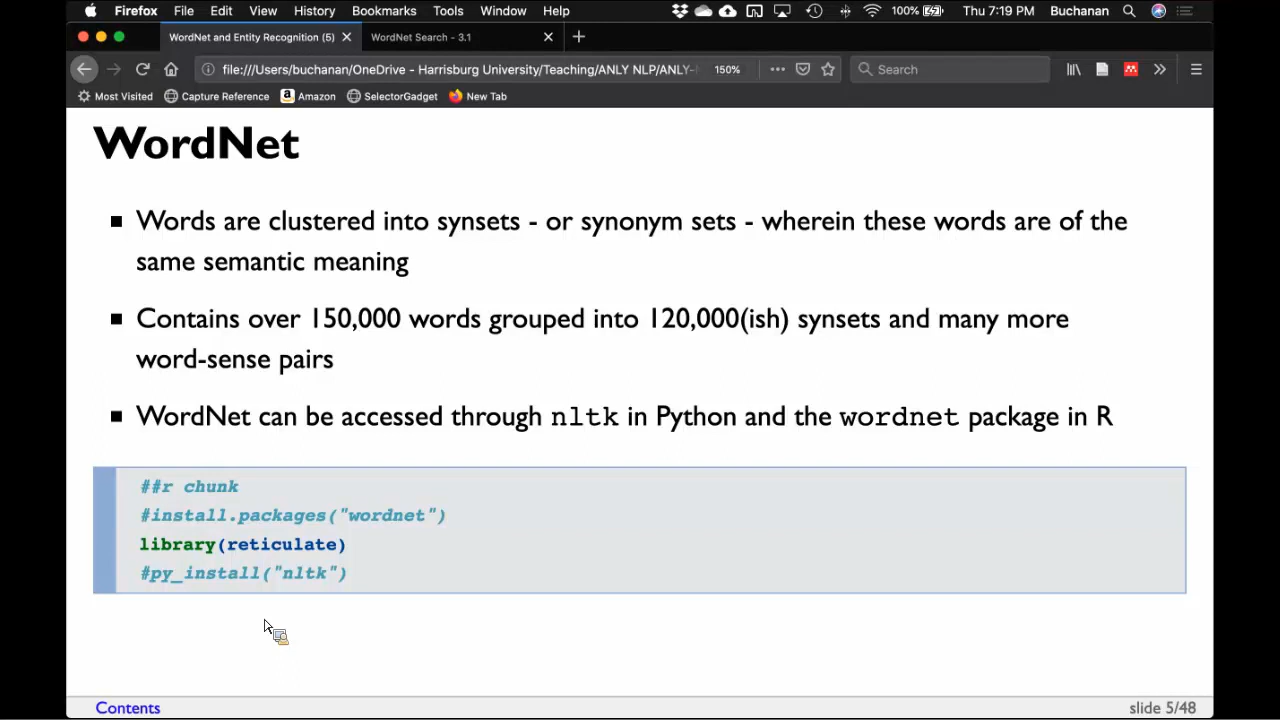 Firefox File Edit View History Bookmarks Tools Window Help 100% Thu 7:19 PM Buchanan
WordNet and Entity Recognition (5) WordNet Search - 3.1
file:///Users/buchanan/OneDrive - Harrisburg University/Teaching/ANLY NLP/ANLY- 150% Search
Most Visited Capture Reference Amazon SelectorGadget New Tab
WordNet
Words are clustered into synsets - or synonym sets - wherein these words are of the
same semantic meaning
Contains over 150,000 words grouped into 120,000(ish) synsets and many more
word-sense pairs
WordNet can be accessed through nltk in Python and the wordnet package in R
##r chunk
#install.packages("wordnet")
library(reticulate)
#py_install("nltk")
Contents slide 5/48